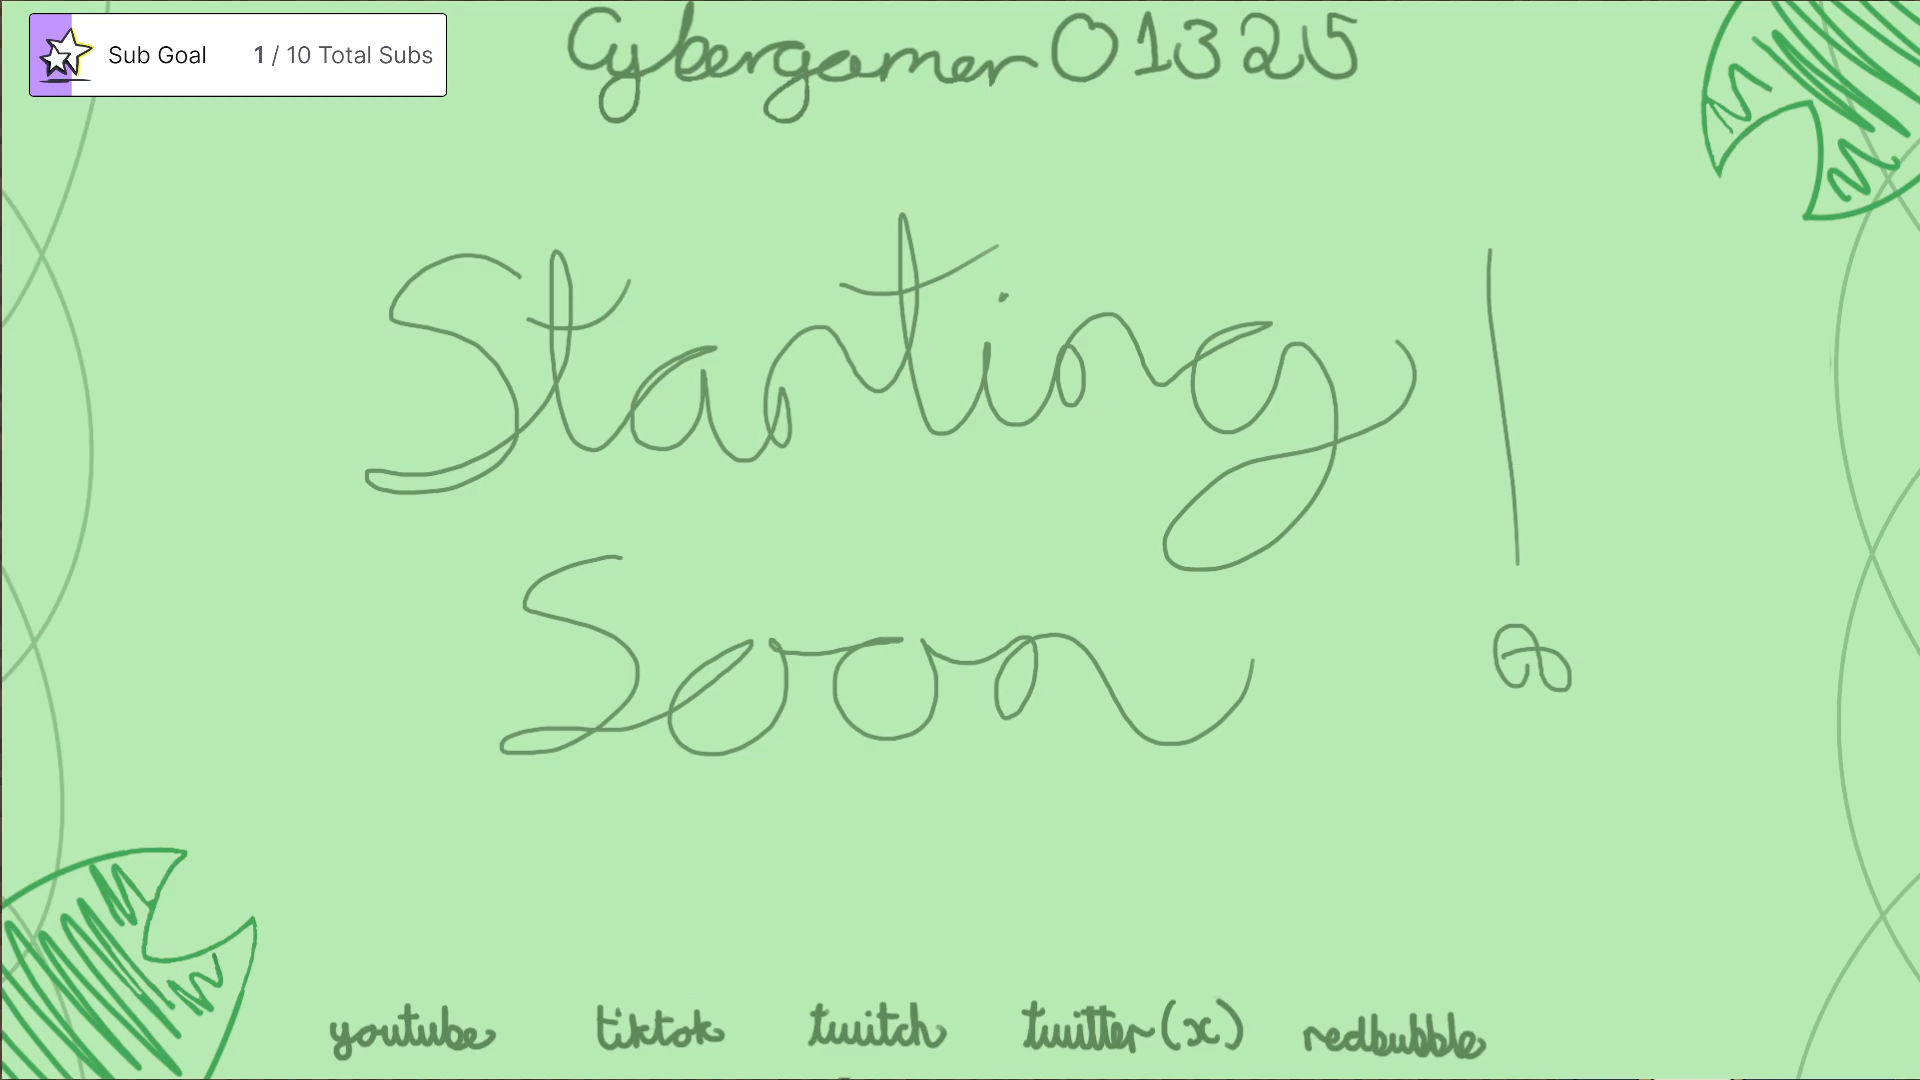 Sub Goal 1 / 10 Total Subs
Cybergamer01325
Starting
Soon!
youtube tiktok twitch twitter(x) redbubble